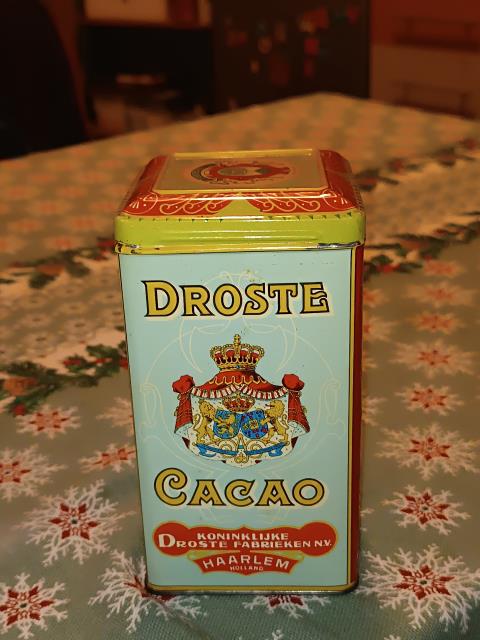 DROSTE
CACAO
KONINKLIJKE
DROSTE FABRIEKEN N.V.
HAARLEM
HOLLAND